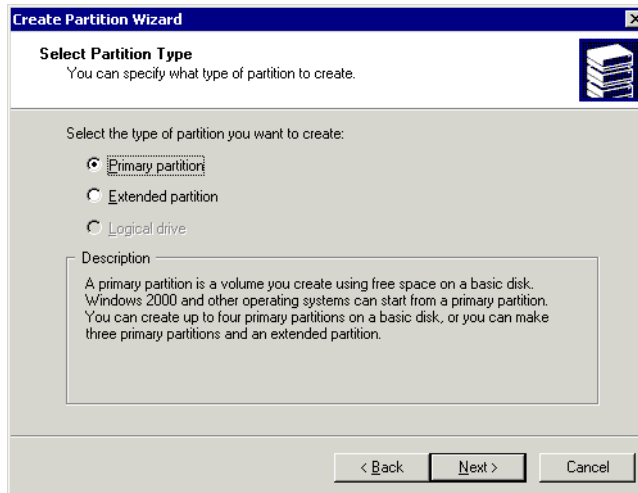 Create Partition Wizard
Select Partition Type
You can specify what type of partition to create.
Select the type of partition you want to create:
Primary partition
Extended partition
Logical drive
Description
A primary partition is a volume you create using free space on a basic disk.
Windows 2000 and other operating systems can start from a primary partition.
You can create up to four primary partitions on a basic disk, or you can make
three primary partitions and an extended partition.
< Back
Next >
Cancel